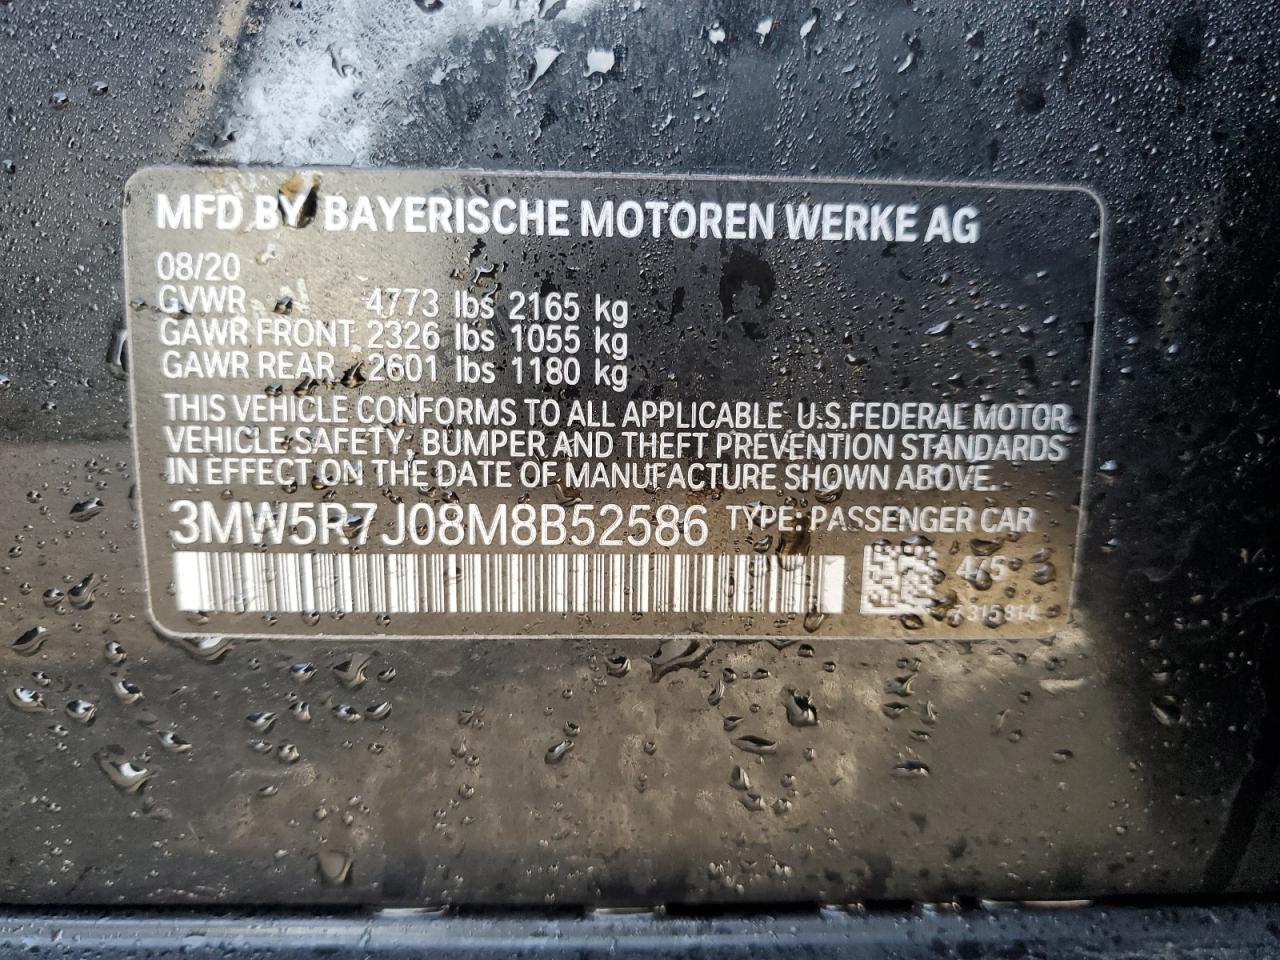 MFD BY BAYERISCHE MOTOREN WERKE AG
08/20
GVWR 4773 lbs 2165 kg
GAWR FRONT 2326 lbs 1055 kg
GAWR REAR 2601 lbs 1180 kg
THIS VEHICLE CONFORMS TO ALL APPLICABLE U.S.FEDERAL MOTOR
VEHICLE SAFETY, BUMPER AND THEFT PREVENTION STANDARDS
IN EFFECT ON THE DATE OF MANUFACTURE SHOWN ABOVE.
3MW5R7J08M8B52586 TYPE: PASSENGER CAR
475
7315814